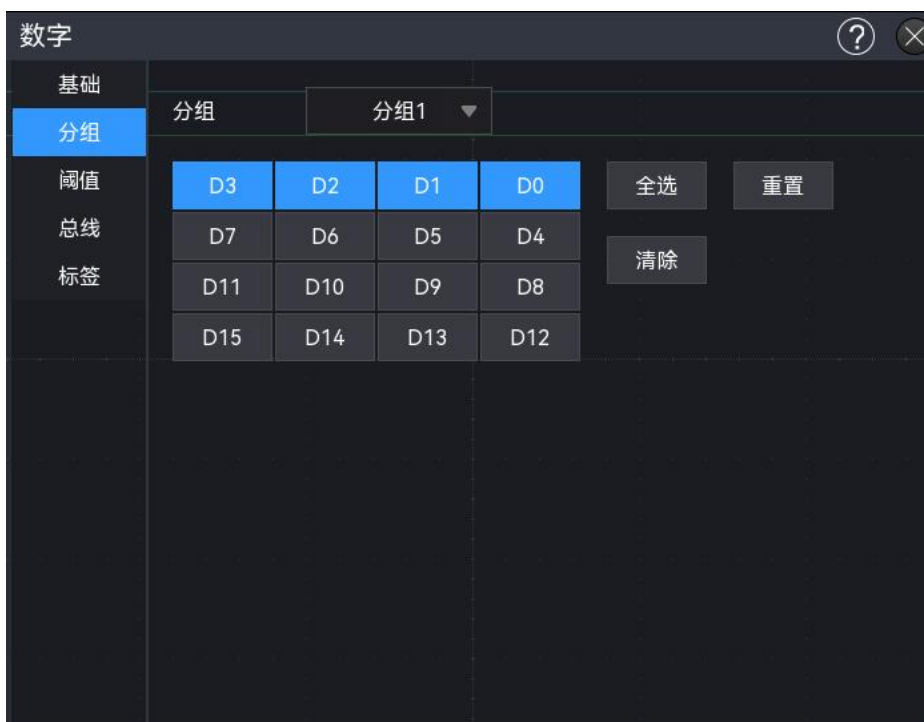 数字 ?
基础
分组
阈值
总线
标签
分组 分组1
D3 D2 D1 D0 全选 重置
D7 D6 D5 D4 清除
D11 D10 D9 D8
D15 D14 D13 D12